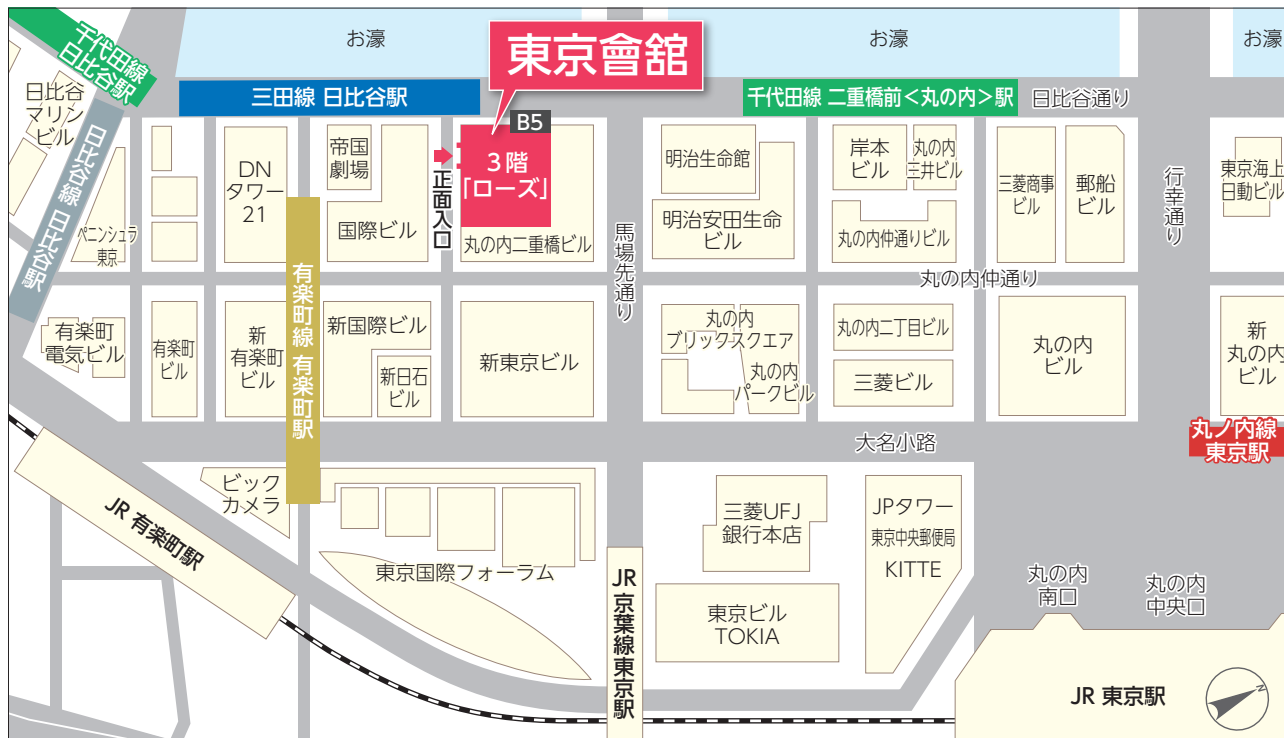 お濠
お濠
お濠
東京會舘
千代田線
日比谷駅
三田線 日比谷駅
千代田線 二重橋前<丸の内>駅
日比谷通り
B5
日比谷
マリン
ビル
日比谷線 日比谷駅
ペニンシュラ
東京
DN
タワー
21
帝国
劇場
国際ビル
正面入口
3階
「ローズ」
丸の内二重橋ビル
馬場先通り
明治生命館
明治安田生命
ビル
岸本
ビル
丸の内
三井ビル
丸の内仲通りビル
三菱商事
ビル
郵船
ビル
行幸通り
東京海上
日動ビル
丸の内仲通り
有楽町線 有楽町駅
有楽町
電気ビル
有楽町
ビル
新
有楽町
ビル
新国際ビル
新日石
ビル
新東京ビル
丸の内
ブリックスクエア
丸の内
パークビル
丸の内二丁目ビル
三菱ビル
丸の内
ビル
新
丸の内
ビル
丸ノ内線
東京駅
大名小路
ビック
カメラ
JR 有楽町駅
東京国際フォーラム
JR 京葉線東京駅
三菱UFJ
銀行本店
JPタワー
東京中央郵便局
KITTE
東京ビル
TOKIA
丸の内
南口
丸の内
中央口
JR 東京駅
N